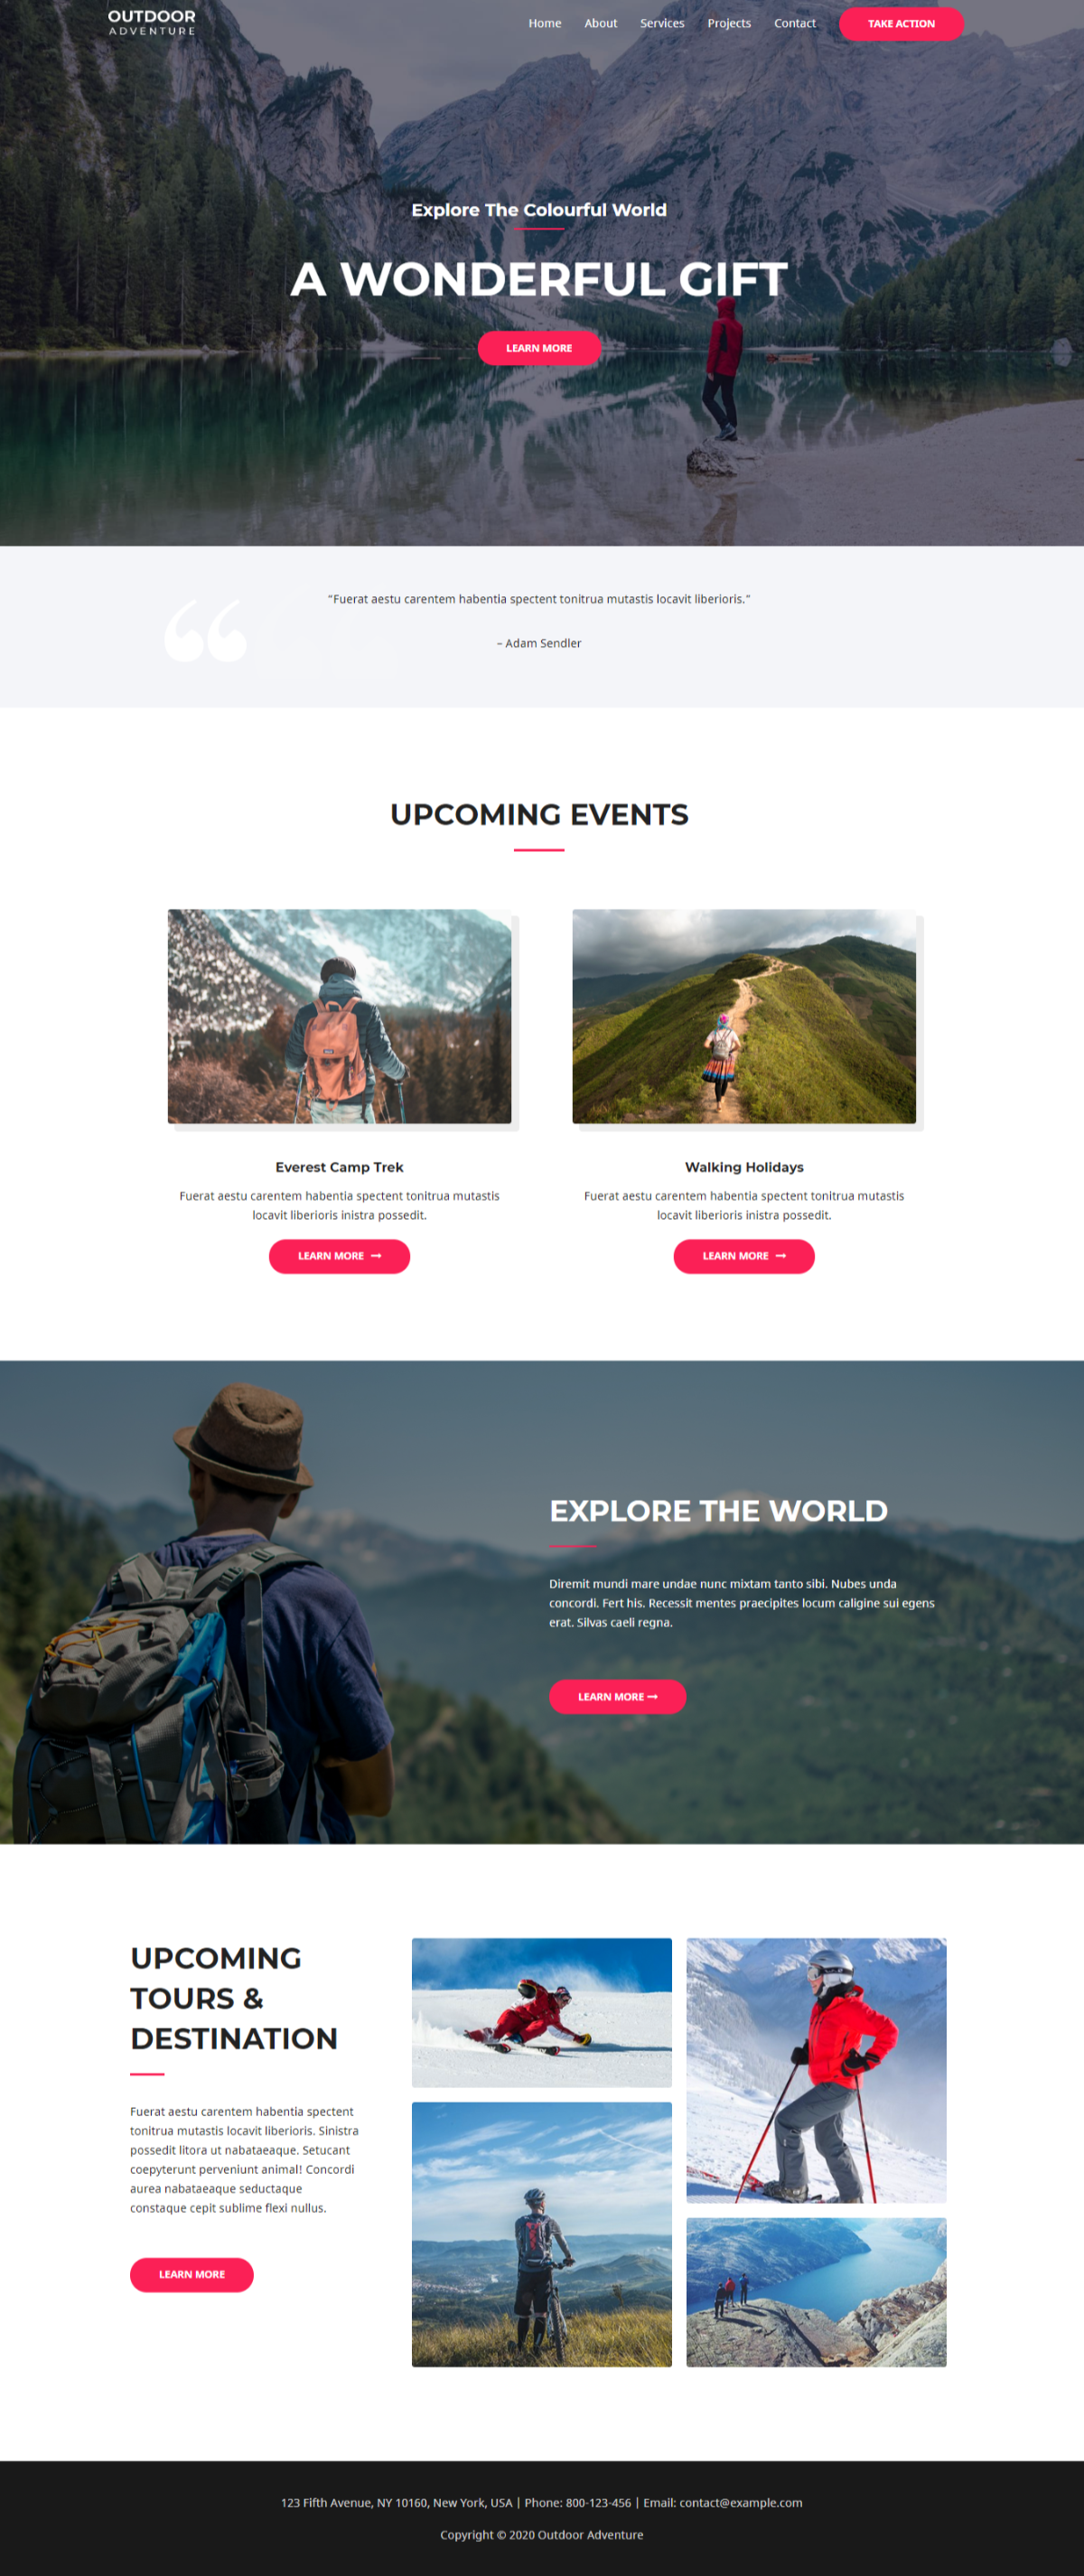 OUTDOOR
ADVENTURE
Home About Services Projects Contact TAKE ACTION
Explore The Colourful World
A WONDERFUL GIFT
LEARN MORE
“Fuerat aestu carentem habentia spectent tonitrua mutastis locavit liberioris.”
– Adam Sendler
UPCOMING EVENTS
Everest Camp Trek
Fuerat aestu carentem habentia spectent tonitrua mutastis
locavit liberioris inistra possedit.
LEARN MORE
Walking Holidays
Fuerat aestu carentem habentia spectent tonitrua mutastis
locavit liberioris inistra possedit.
LEARN MORE
EXPLORE THE WORLD
Diremit mundi mare undae nunc mixtam tanto sibi. Nubes unda
concordi. Fert his. Recessit mentes praecipites locum caligine sui egens
erat. Silvas caeli regna.
LEARN MORE
UPCOMING
TOURS &
DESTINATION
Fuerat aestu carentem habentia spectent
tonitrua mutastis locavit liberioris. Sinistra
possedit litora ut nabataeaque. Setucant
coepyterunt perveniunt animal! Concordi
aurea nabataeaque seductaque
constaque cepit sublime flexi nullus.
LEARN MORE
123 Fifth Avenue, NY 10160, New York, USA | Phone: 800-123-456 | Email: contact@example.com
Copyright © 2020 Outdoor Adventure